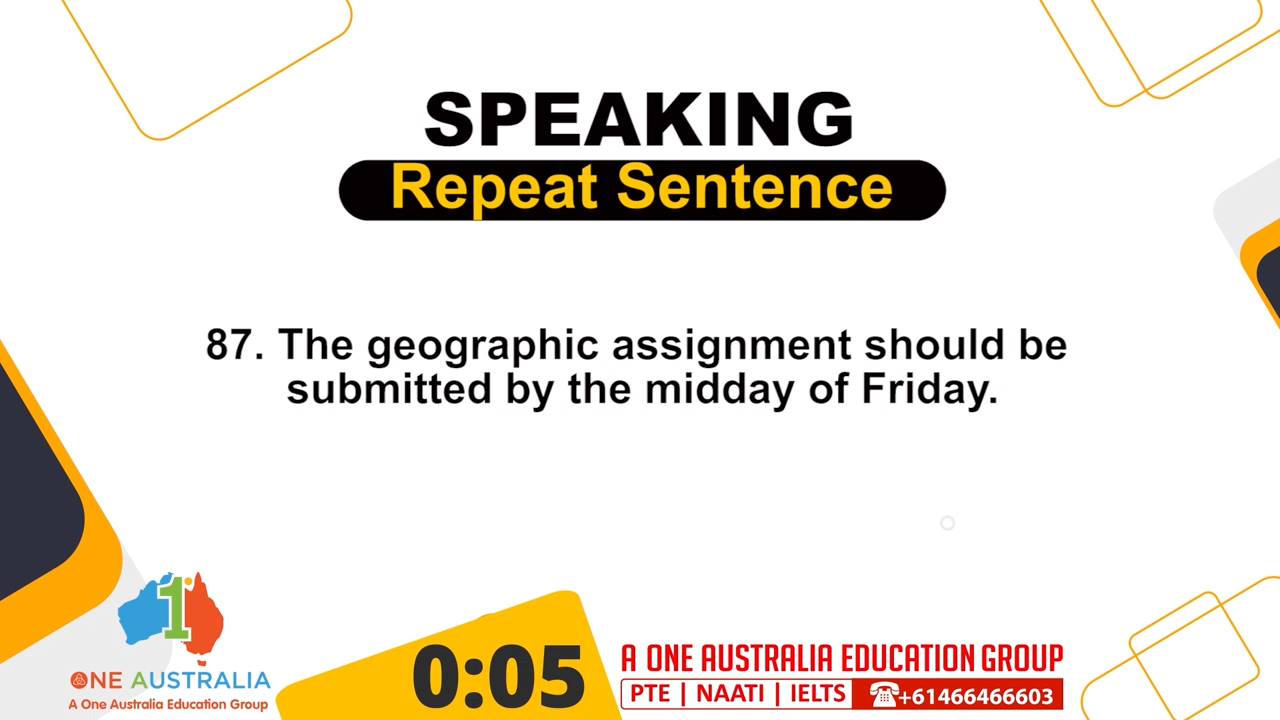 SPEAKING
Repeat Sentence
87. The geographic assignment should be
submitted by the midday of Friday.
1
ONE AUSTRALIA
A One Australia Education Group
0:05
A ONE AUSTRALIA EDUCATION GROUP
PTE | NAATI | IELTS ☎+61466466603